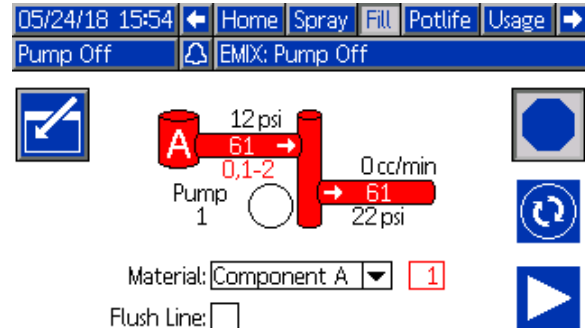 05/24/18 15:54 Home Spray Fill Potlife Usage
Pump Off EMIX: Pump Off
12 psi
A 61
0,1-2
0 cc/min
Pump 1
61
22 psi
Material: Component A 1
Flush Line: